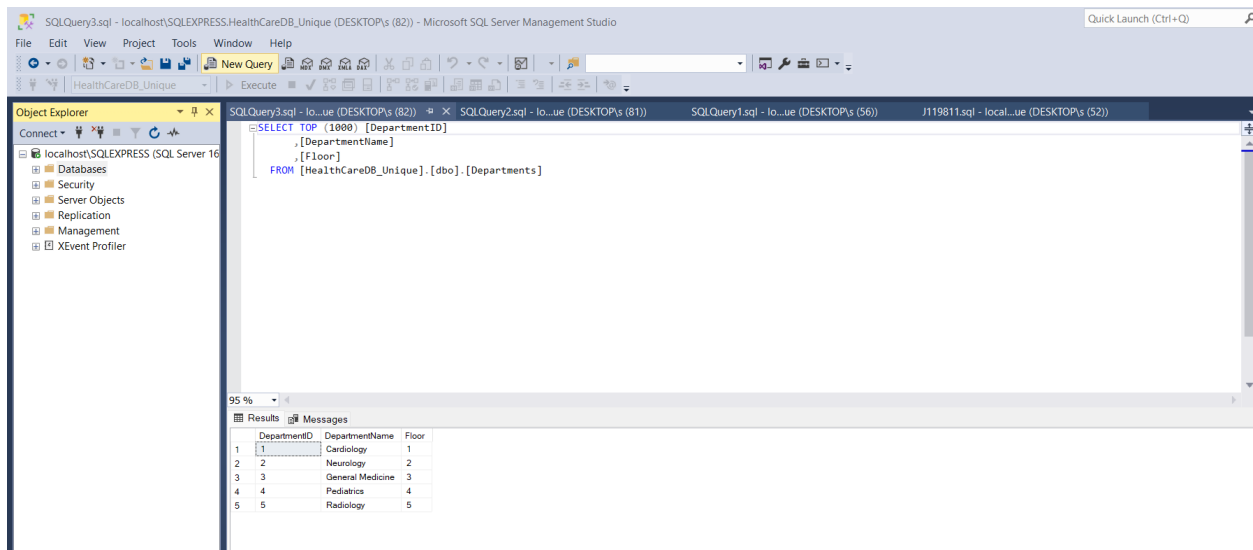 SQLQuery3.sql - localhost\SQLEXPRESS.HealthCareDB_Unique (DESKTOP\s (82)) - Microsoft SQL Server Management Studio
Quick Launch (Ctrl+Q)
File Edit View Project Tools Window Help
New Query MDX DMX XMLA DAX
HealthCareDB_Unique Execute
Object Explorer
SQLQuery3.sql - lo...ue (DESKTOP\s (82)) SQLQuery2.sql - lo...ue (DESKTOP\s (81)) SQLQuery1.sql - lo...ue (DESKTOP\s (56)) J119811.sql - local...ue (DESKTOP\s (52))
Connect
localhost\SQLEXPRESS (SQL Server 16
Databases
Security
Server Objects
Replication
Management
XEvent Profiler
SELECT TOP (1000) [DepartmentID]
,[DepartmentName]
,[Floor]
FROM [HealthCareDB_Unique].[dbo].[Departments]
95 %
Results Messages
DepartmentID DepartmentName Floor
1 1 Cardiology 1
2 2 Neurology 2
3 3 General Medicine 3
4 4 Pediatrics 4
5 5 Radiology 5